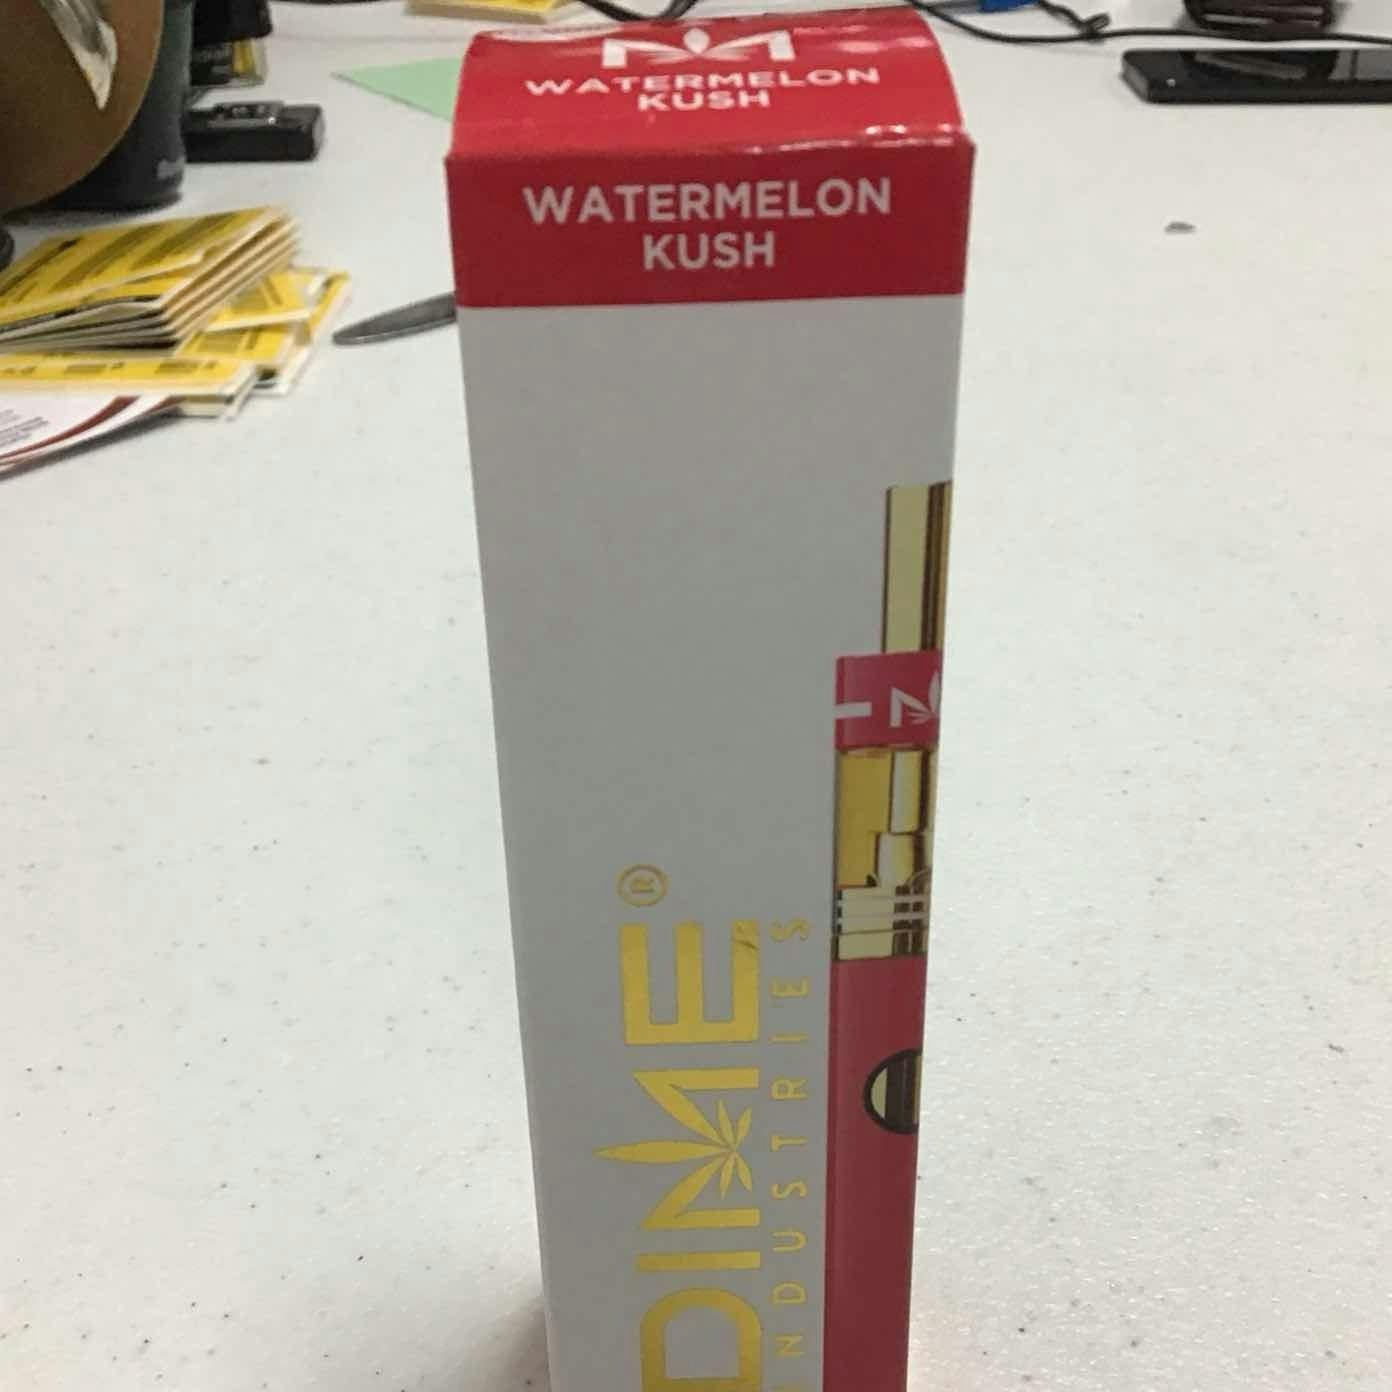 WATERMELON
KUSH
WATERMELON
KUSH
DIME®
INDUSTRIES